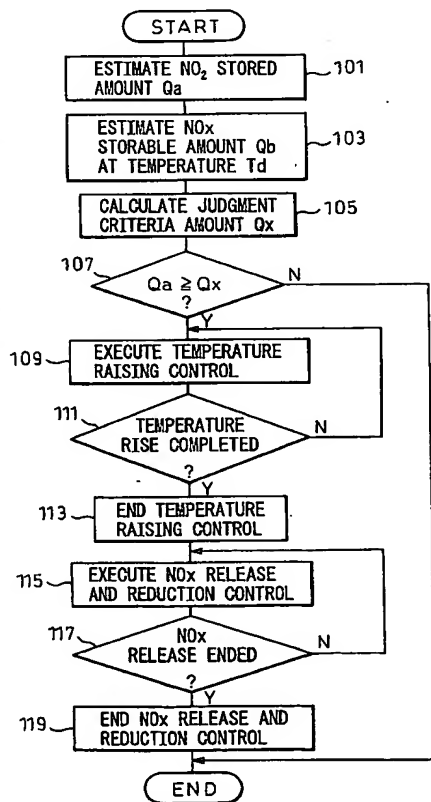 START
ESTIMATE NO₂ STORED
AMOUNT Qa
101
ESTIMATE NOx
STORABLE AMOUNT Qb
AT TEMPERATURE Td
103
CALCULATE JUDGMENT
CRITERIA AMOUNT Qx
105
107
Qa ≧ Qx
?
N
Y
109
EXECUTE TEMPERATURE
RAISING CONTROL
111
TEMPERATURE
RISE COMPLETED
?
N
Y
113
END TEMPERATURE
RAISING CONTROL
115
EXECUTE NOx RELEASE
AND REDUCTION CONTROL
117
NOx
RELEASE ENDED
?
N
Y
119
END NOx RELEASE AND
REDUCTION CONTROL
END